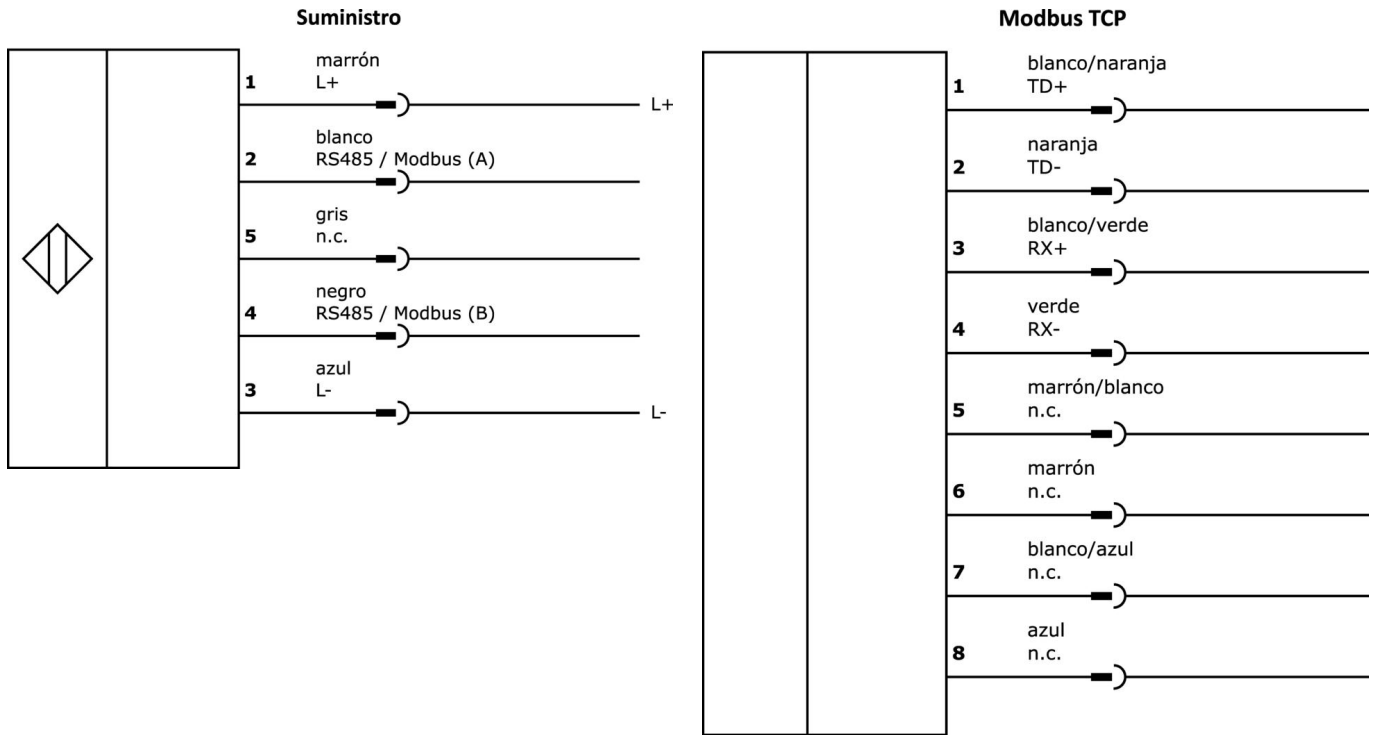 Suministro
marrón
1 L+
L+
blanco
2 RS485 / Modbus (A)
gris
5 n.c.
negro
4 RS485 / Modbus (B)
azul
3 L-
L-
Modbus TCP
blanco/naranja
1 TD+
naranja
2 TD-
blanco/verde
3 RX+
verde
4 RX-
marrón/blanco
5 n.c.
marrón
6 n.c.
blanco/azul
7 n.c.
azul
8 n.c.